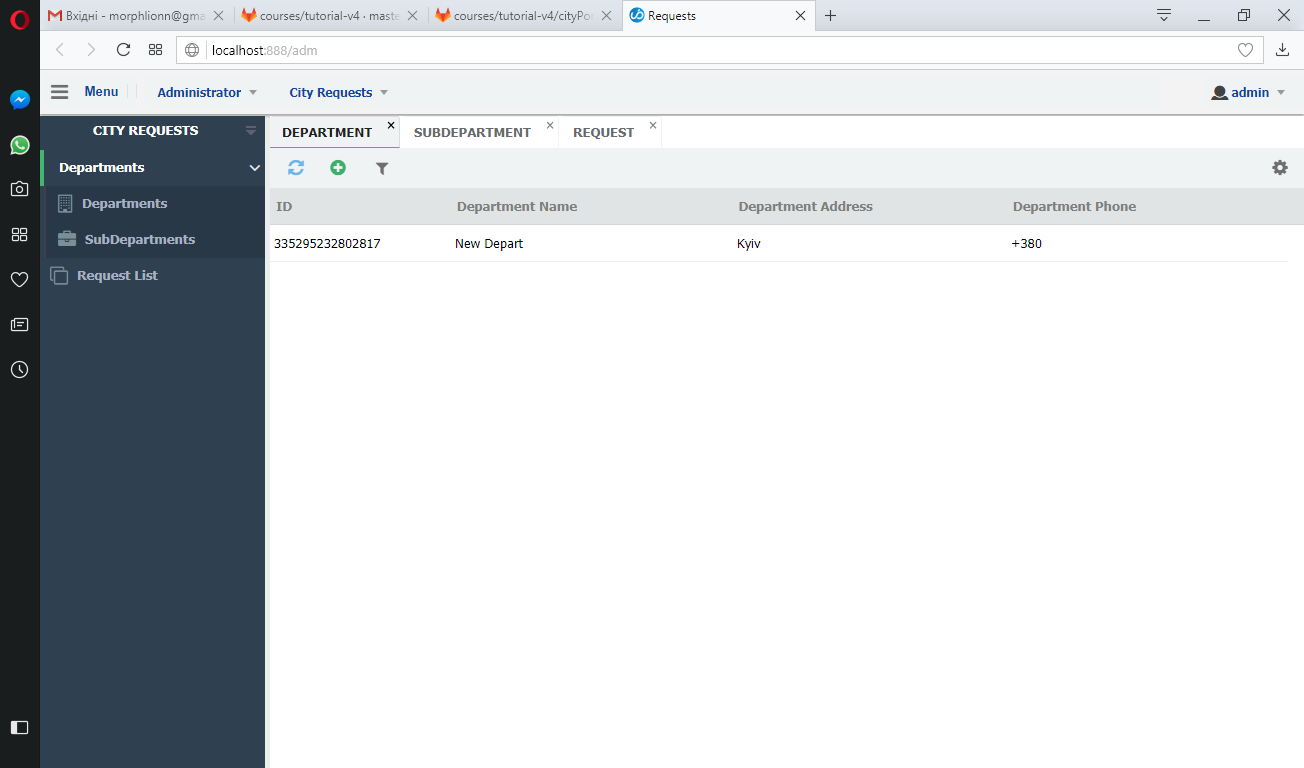 Вхідні - morphlionn@gma
courses/tutorial-v4 · maste
courses/tutorial-v4/cityPor
Requests
localhost:888/adm
Menu
Administrator
City Requests
admin
CITY REQUESTS
Departments
Departments
SubDepartments
Request List
DEPARTMENT
SUBDEPARTMENT
REQUEST
ID Department Name Department Address Department Phone
335295232802817 New Depart Kyiv +380